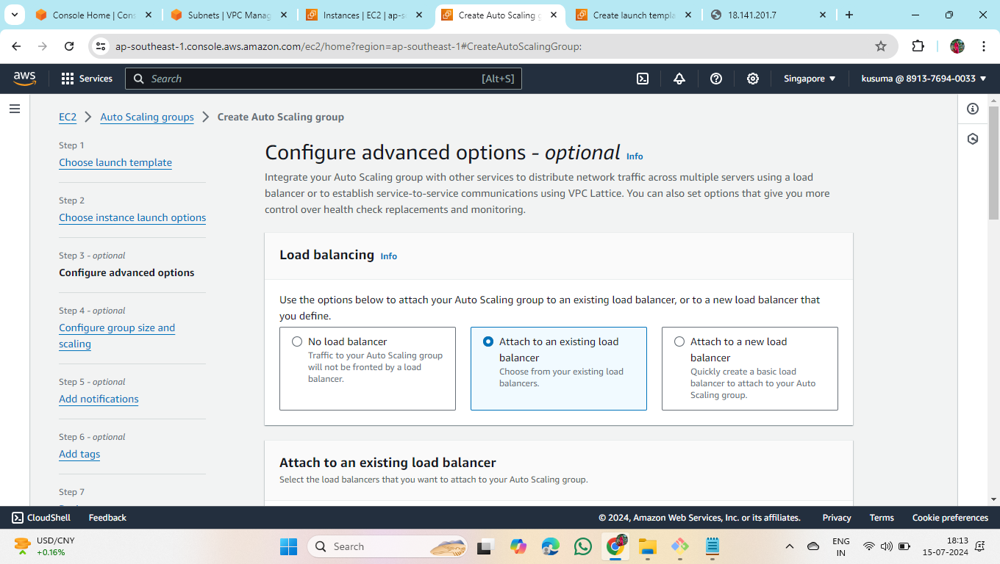 Console Home | Cons
Subnets | VPC Manag
Instances | EC2 | ap-s
Create Auto Scaling g
Create launch templa
18.141.201.7
ap-southeast-1.console.aws.amazon.com/ec2/home?region=ap-southeast-1#CreateAutoScalingGroup:
aws
Services
Search
[Alt+S]
Singapore
kusuma @ 8913-7694-0033
EC2
Auto Scaling groups
Create Auto Scaling group
Step 1
Choose launch template
Step 2
Choose instance launch options
Step 3 - optional
Configure advanced options
Step 4 - optional
Configure group size and
scaling
Step 5 - optional
Add notifications
Step 6 - optional
Add tags
Step 7
Configure advanced options - optional Info
Integrate your Auto Scaling group with other services to distribute network traffic across multiple servers using a load
balancer or to establish service-to-service communications using VPC Lattice. You can also set options that give you more
control over health check replacements and monitoring.
Load balancing Info
Use the options below to attach your Auto Scaling group to an existing load balancer, or to a new load balancer that
you define.
No load balancer
Traffic to your Auto Scaling group
will not be fronted by a load
balancer.
Attach to an existing load
balancer
Choose from your existing load
balancers.
Attach to a new load
balancer
Quickly create a basic load
balancer to attach to your Auto
Scaling group.
Attach to an existing load balancer
Select the load balancers that you want to attach to your Auto Scaling group.
CloudShell
Feedback
© 2024, Amazon Web Services, Inc. or its affiliates.
Privacy
Terms
Cookie preferences
USD/CNY
+0.16%
Search
ENG
IN
18:13
15-07-2024